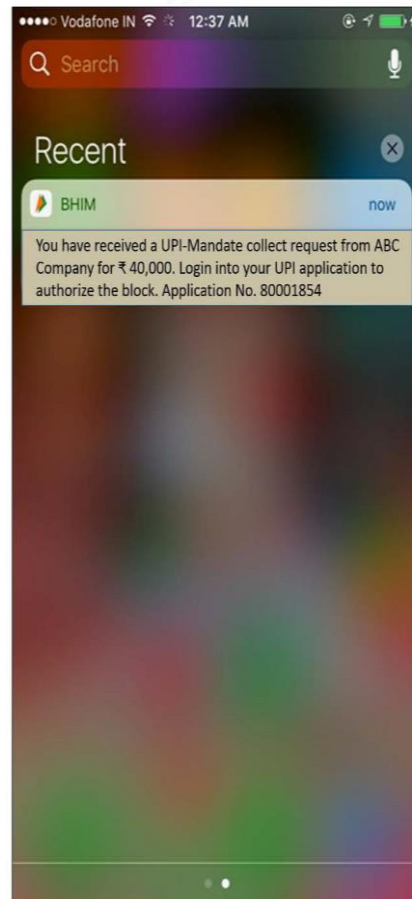 Vodafone IN 12:37 AM
Search
Recent
BHIM now
You have received a UPI-Mandate collect request from ABC
Company for ₹ 40,000. Login into your UPI application to
authorize the block. Application No. 80001854